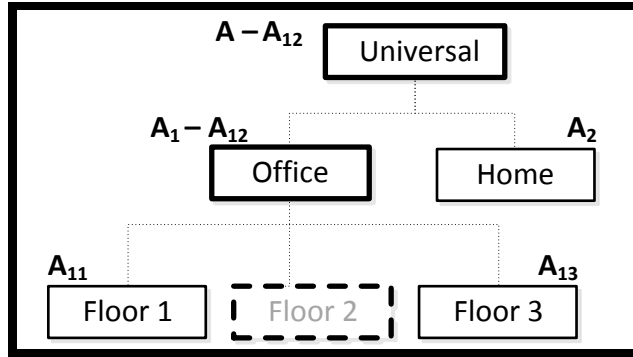 A – A₁₂
Universal
A₁ – A₁₂
A₂
Office
Home
A₁₁
A₁₃
Floor 1
Floor 2
Floor 3